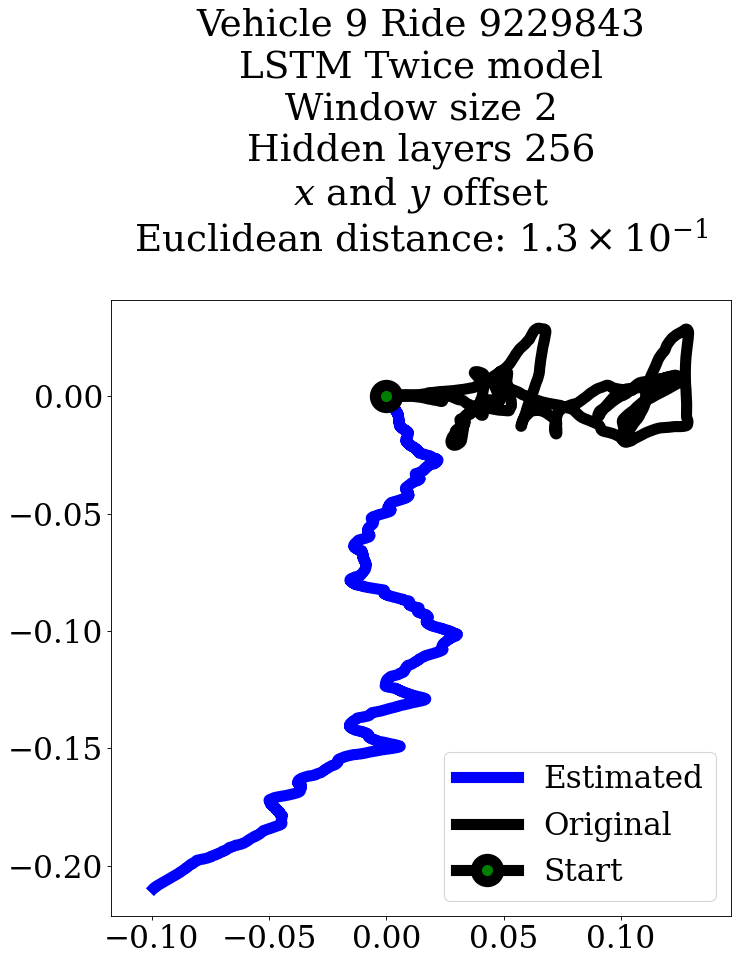 Vehicle 9 Ride 9229843
LSTM Twice model
Window size 2
Hidden layers 256
x and y offset
Euclidean distance: 1.3 × 10⁻¹
0.00
−0.05
−0.10
−0.15
−0.20
Estimated
Original
Start
−0.10 −0.05 0.00 0.05 0.10